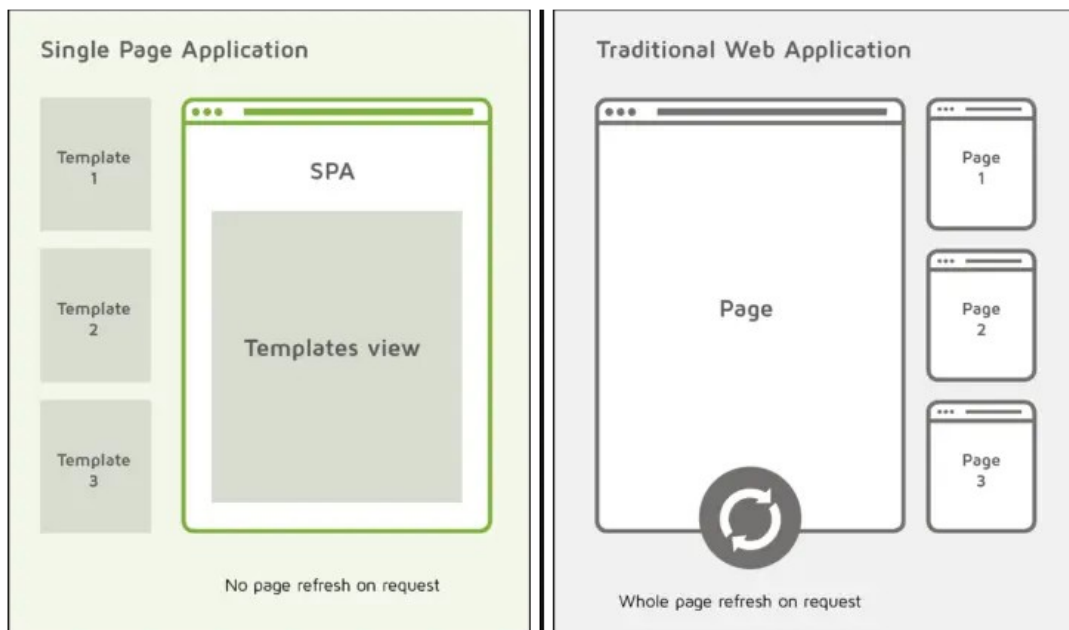 Single Page Application
Template
1
Template
2
Template
3
SPA
Templates view
No page refresh on request
Traditional Web Application
Page
Page
1
Page
2
Page
3
Whole page refresh on request